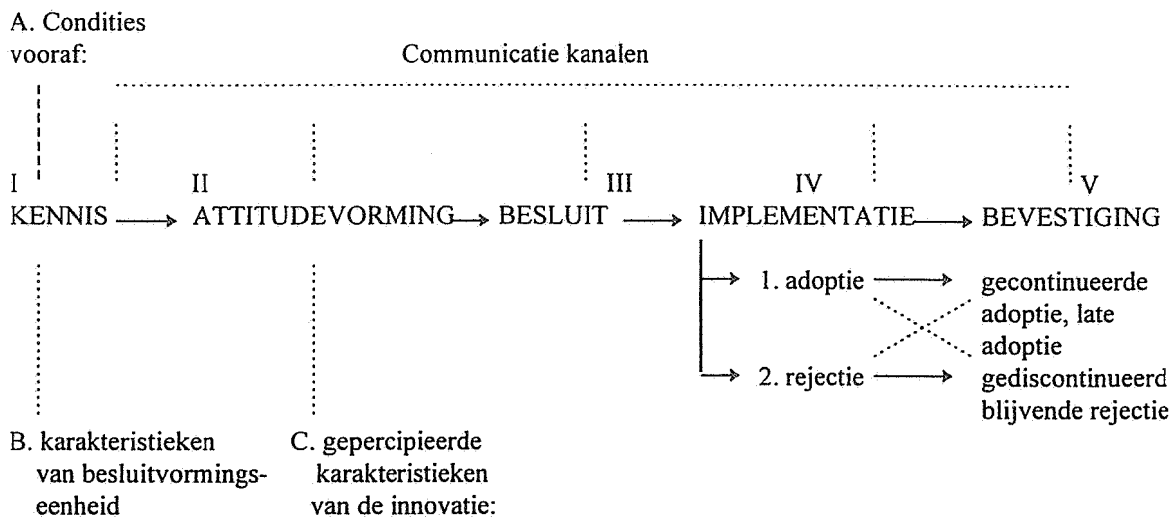 A. Condities
vooraf:
Communicatie kanalen
I
II
III
IV
V
KENNIS
ATTITUDEVORMING
BESLUIT
IMPLEMENTATIE
BEVESTIGING
1. adoptie
gecontinueerde
adoptie, late
adoptie
2. rejectie
gediscontinueerd
blijvende rejectie
B. karakteristieken
van besluitvormings-
eenheid
C. gepercipieerde
karakteristieken
van de innovatie: